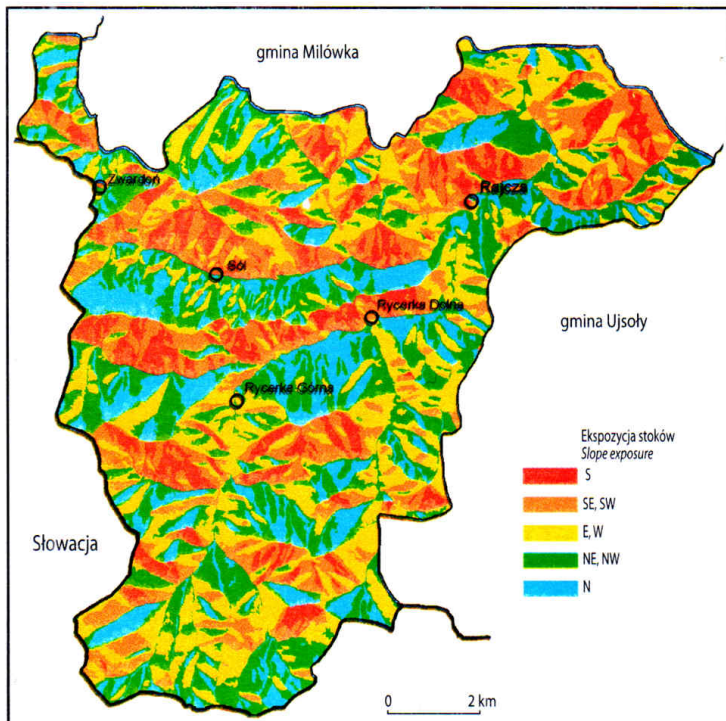 gmina Milówka
Zwardoń
Rajcza
Sól
Rycerka Dolna
gmina Ujsoły
Rycerka Górna
Ekspozycja stoków
Slope exposure
S
SE, SW
E, W
NE, NW
N
Słowacja
0 2 km